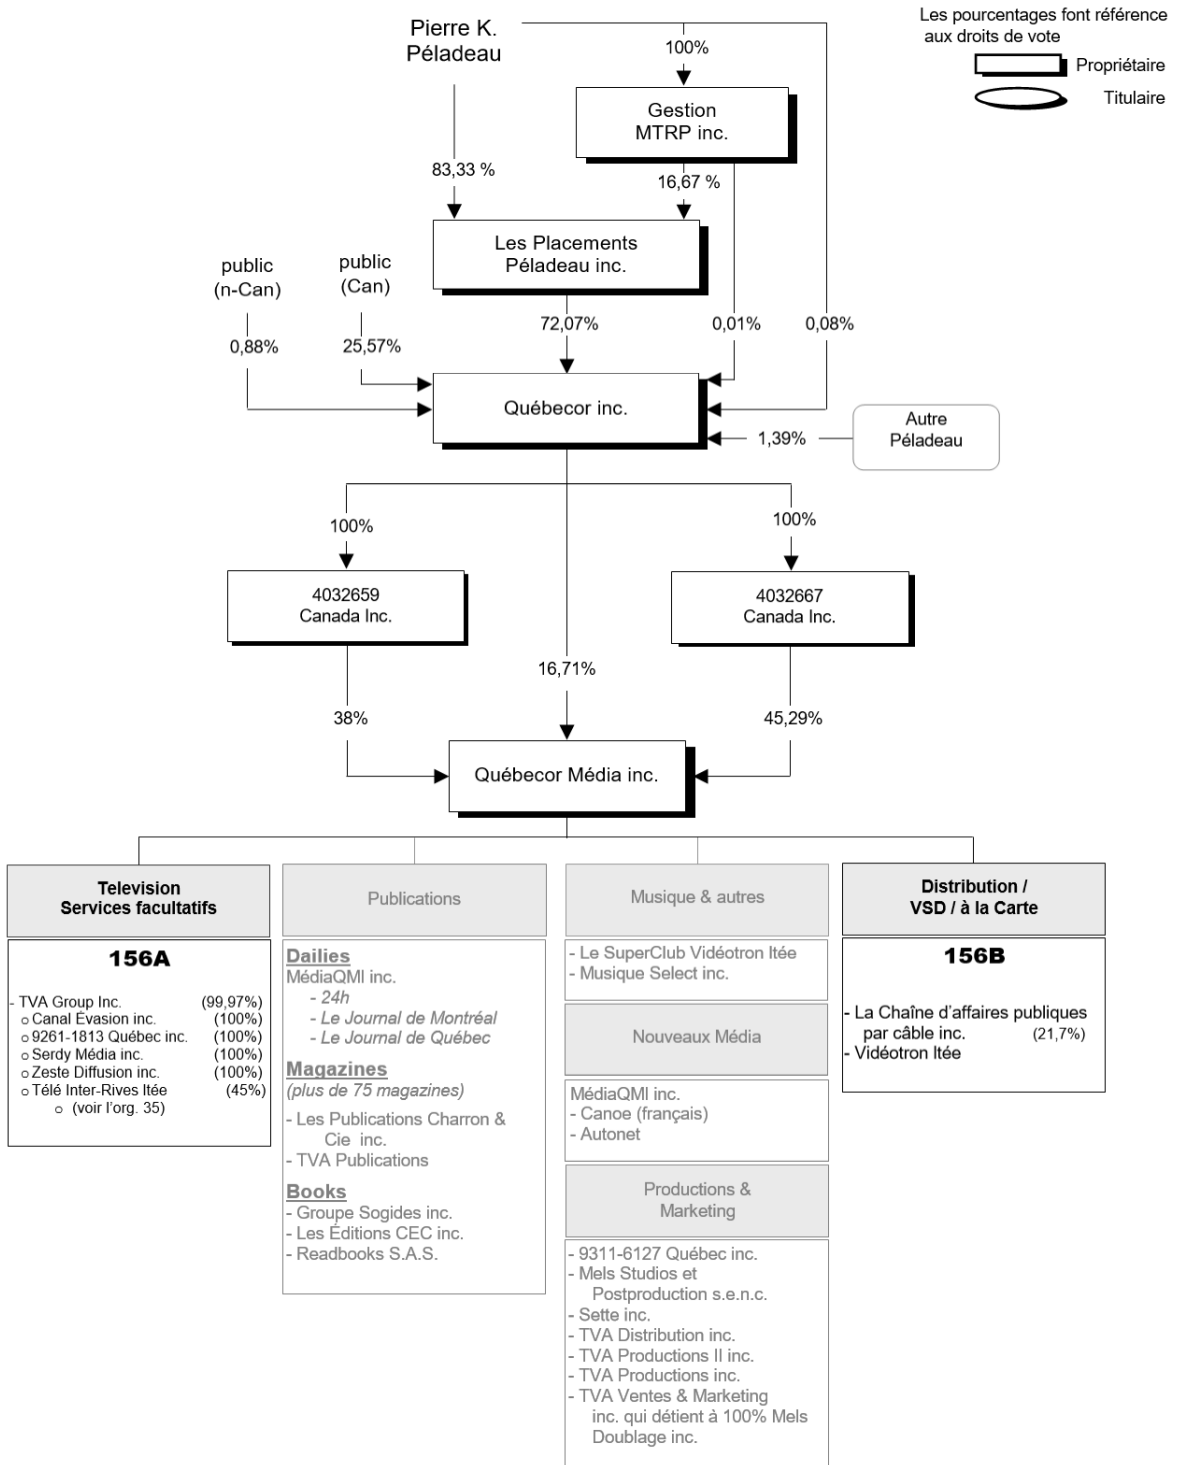 Pierre K.
Péladeau
Les pourcentages font référence
aux droits de vote
Propriétaire
Titulaire
100%
Gestion
MTRP inc.
83,33 %
16,67 %
Les Placements
Péladeau inc.
public
(n-Can)
public
(Can)
0,88%
25,57%
72,07%
0,01%
0,08%
Québecor inc.
Autre
Péladeau
1,39%
100%
100%
4032659
Canada Inc.
4032667
Canada Inc.
16,71%
38%
45,29%
Québecor Média inc.
Television
Services facultatifs
156A
- TVA Group Inc. (99,97%)
o Canal Évasion inc. (100%)
o 9261-1813 Québec inc. (100%)
o Serdy Média inc. (100%)
o Zeste Diffusion inc. (100%)
o Télé Inter-Rives ltée (45%)
o (voir l'org. 35)
Publications
Dailies
MédiaQMI inc.
- 24h
- Le Journal de Montréal
- Le Journal de Québec
Magazines
(plus de 75 magazines)
- Les Publications Charron &
Cie inc.
- TVA Publications
Books
- Groupe Sogides inc.
- Les Éditions CEC inc.
- Readbooks S.A.S.
Musique & autres
- Le SuperClub Vidéotron ltée
- Musique Select inc.
Nouveaux Média
MédiaQMI inc.
- Canoe (français)
- Autonet
Productions &
Marketing
- 9311-6127 Québec inc.
- Mels Studios et
Postproduction s.e.n.c.
- Sette inc.
- TVA Distribution inc.
- TVA Productions II inc.
- TVA Productions inc.
- TVA Ventes & Marketing
inc. qui détient à 100% Mels
Doublage inc.
Distribution /
VSD / à la Carte
156B
- La Chaîne d'affaires publiques
par câble inc. (21,7%)
- Vidéotron ltée